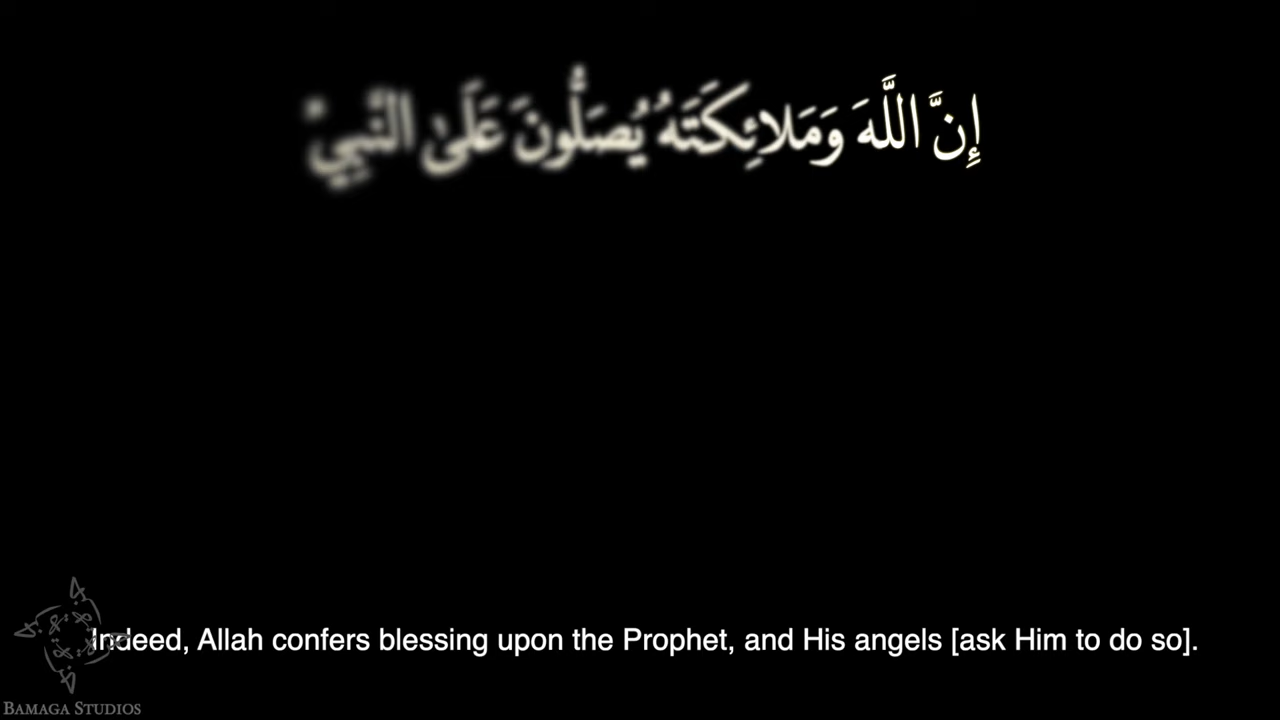 إِنَّ اللَّهَ وَمَلَائِكَتَهُ يُصَلُّونَ عَلَى النَّبِيِّ
Indeed, Allah confers blessing upon the Prophet, and His angels [ask Him to do so].
BAMAGA STUDIOS